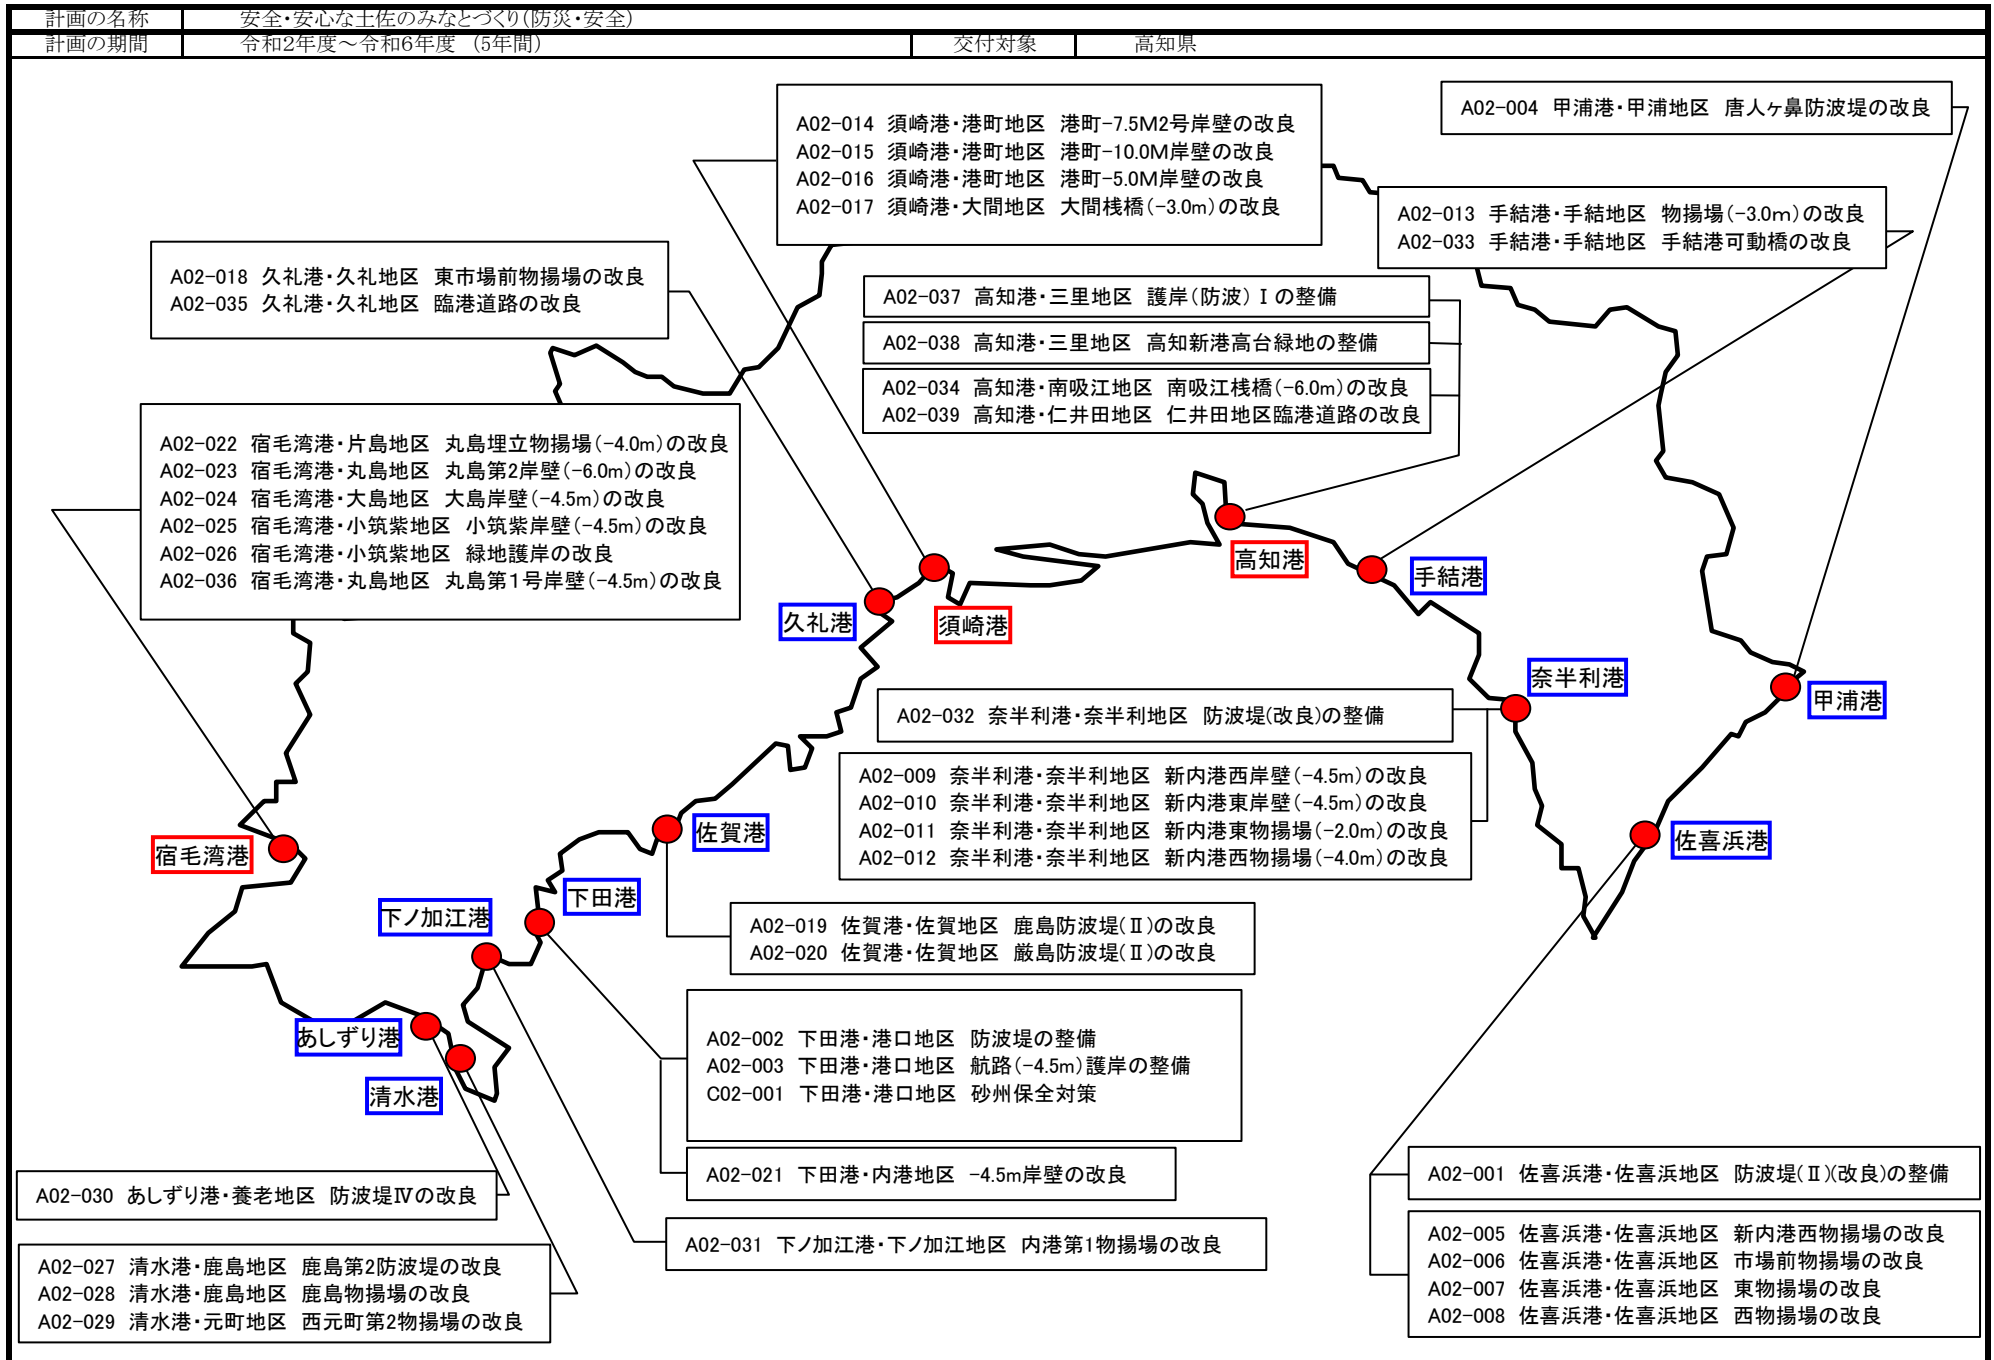 計画の名称 安全・安心な土佐のみなとづくり(防災・安全)
計画の期間 令和2年度～令和6年度 (5年間) 交付対象 高知県
A02-014 須崎港・港町地区 港町-7.5M2号岸壁の改良
A02-015 須崎港・港町地区 港町-10.0M岸壁の改良
A02-016 須崎港・港町地区 港町-5.0M岸壁の改良
A02-017 須崎港・大間地区 大間桟橋(-3.0m)の改良
A02-004 甲浦港・甲浦地区 唐人ヶ鼻防波堤の改良
A02-013 手結港・手結地区 物揚場(-3.0m)の改良
A02-033 手結港・手結地区 手結港可動橋の改良
A02-018 久礼港・久礼地区 東市場前物揚場の改良
A02-035 久礼港・久礼地区 臨港道路の改良
A02-037 高知港・三里地区 護岸(防波)Ⅰの整備
A02-038 高知港・三里地区 高知新港高台緑地の整備
A02-034 高知港・南吸江地区 南吸江桟橋(-6.0m)の改良
A02-039 高知港・仁井田地区 仁井田地区臨港道路の改良
A02-022 宿毛湾港・片島地区 丸島埋立物揚場(-4.0m)の改良
A02-023 宿毛湾港・丸島地区 丸島第2岸壁(-6.0m)の改良
A02-024 宿毛湾港・大島地区 大島岸壁(-4.5m)の改良
A02-025 宿毛湾港・小筑紫地区 小筑紫岸壁(-4.5m)の改良
A02-026 宿毛湾港・小筑紫地区 緑地護岸の改良
A02-036 宿毛湾港・丸島地区 丸島第1号岸壁(-4.5m)の改良
高知港
手結港
久礼港
須崎港
奈半利港
甲浦港
A02-032 奈半利港・奈半利地区 防波堤(改良)の整備
A02-009 奈半利港・奈半利地区 新内港西岸壁(-4.5m)の改良
A02-010 奈半利港・奈半利地区 新内港東岸壁(-4.5m)の改良
A02-011 奈半利港・奈半利地区 新内港東物揚場(-2.0m)の改良
A02-012 奈半利港・奈半利地区 新内港西物揚場(-4.0m)の改良
佐賀港
佐喜浜港
宿毛湾港
下田港
下ノ加江港
A02-019 佐賀港・佐賀地区 鹿島防波堤(Ⅱ)の改良
A02-020 佐賀港・佐賀地区 厳島防波堤(Ⅱ)の改良
あしずり港
清水港
A02-002 下田港・港口地区 防波堤の整備
A02-003 下田港・港口地区 航路(-4.5m)護岸の整備
C02-001 下田港・港口地区 砂州保全対策
A02-021 下田港・内港地区 -4.5m岸壁の改良
A02-030 あしずり港・養老地区 防波堤Ⅳの改良
A02-031 下ノ加江港・下ノ加江地区 内港第1物揚場の改良
A02-027 清水港・鹿島地区 鹿島第2防波堤の改良
A02-028 清水港・鹿島地区 鹿島物揚場の改良
A02-029 清水港・元町地区 西元町第2物揚場の改良
A02-001 佐喜浜港・佐喜浜地区 防波堤(Ⅱ)(改良)の整備
A02-005 佐喜浜港・佐喜浜地区 新内港西物揚場の改良
A02-006 佐喜浜港・佐喜浜地区 市場前物揚場の改良
A02-007 佐喜浜港・佐喜浜地区 東物揚場の改良
A02-008 佐喜浜港・佐喜浜地区 西物揚場の改良